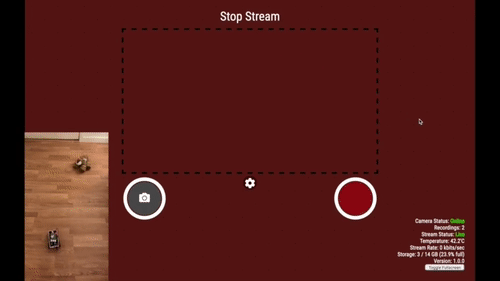 Stop Stream
Camera Status: Online
Recordings: 2
Stream Status: Live
Temperature: 42.2'C
Stream Rate: 0 kbits/sec
Storage: 3 / 14 GB (23.9% full)
Version: 1.0.0
Toggle Fullscreen